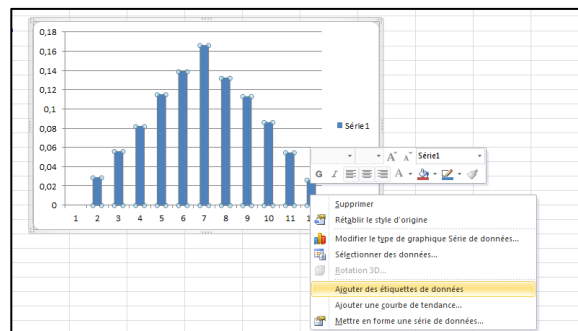 0,18
0,16
0,14
0,12
0,1
0,08
0,06
0,04
0,02
0
1 2 3 4 5 6 7 8 9 10 11
Série1
A A Série1
G I A
Supprimer
Rétablir le style d'origine
Modifier le type de graphique Série de données...
Sélectionner des données...
Rotation 3D...
Ajouter des étiquettes de données
Ajouter une courbe de tendance...
Mettre en forme une série de données...